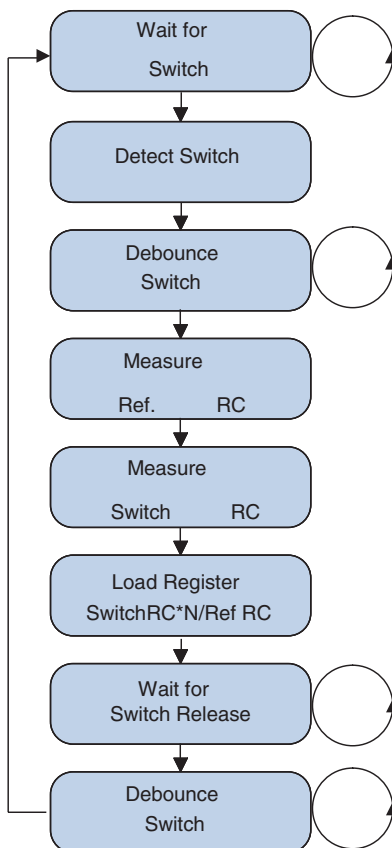 Wait for
Switch
Detect Switch
Debounce
Switch
Measure
Ref. RC
Measure
Switch RC
Load Register
SwitchRC*N/Ref RC
Wait for
Switch Release
Debounce
Switch